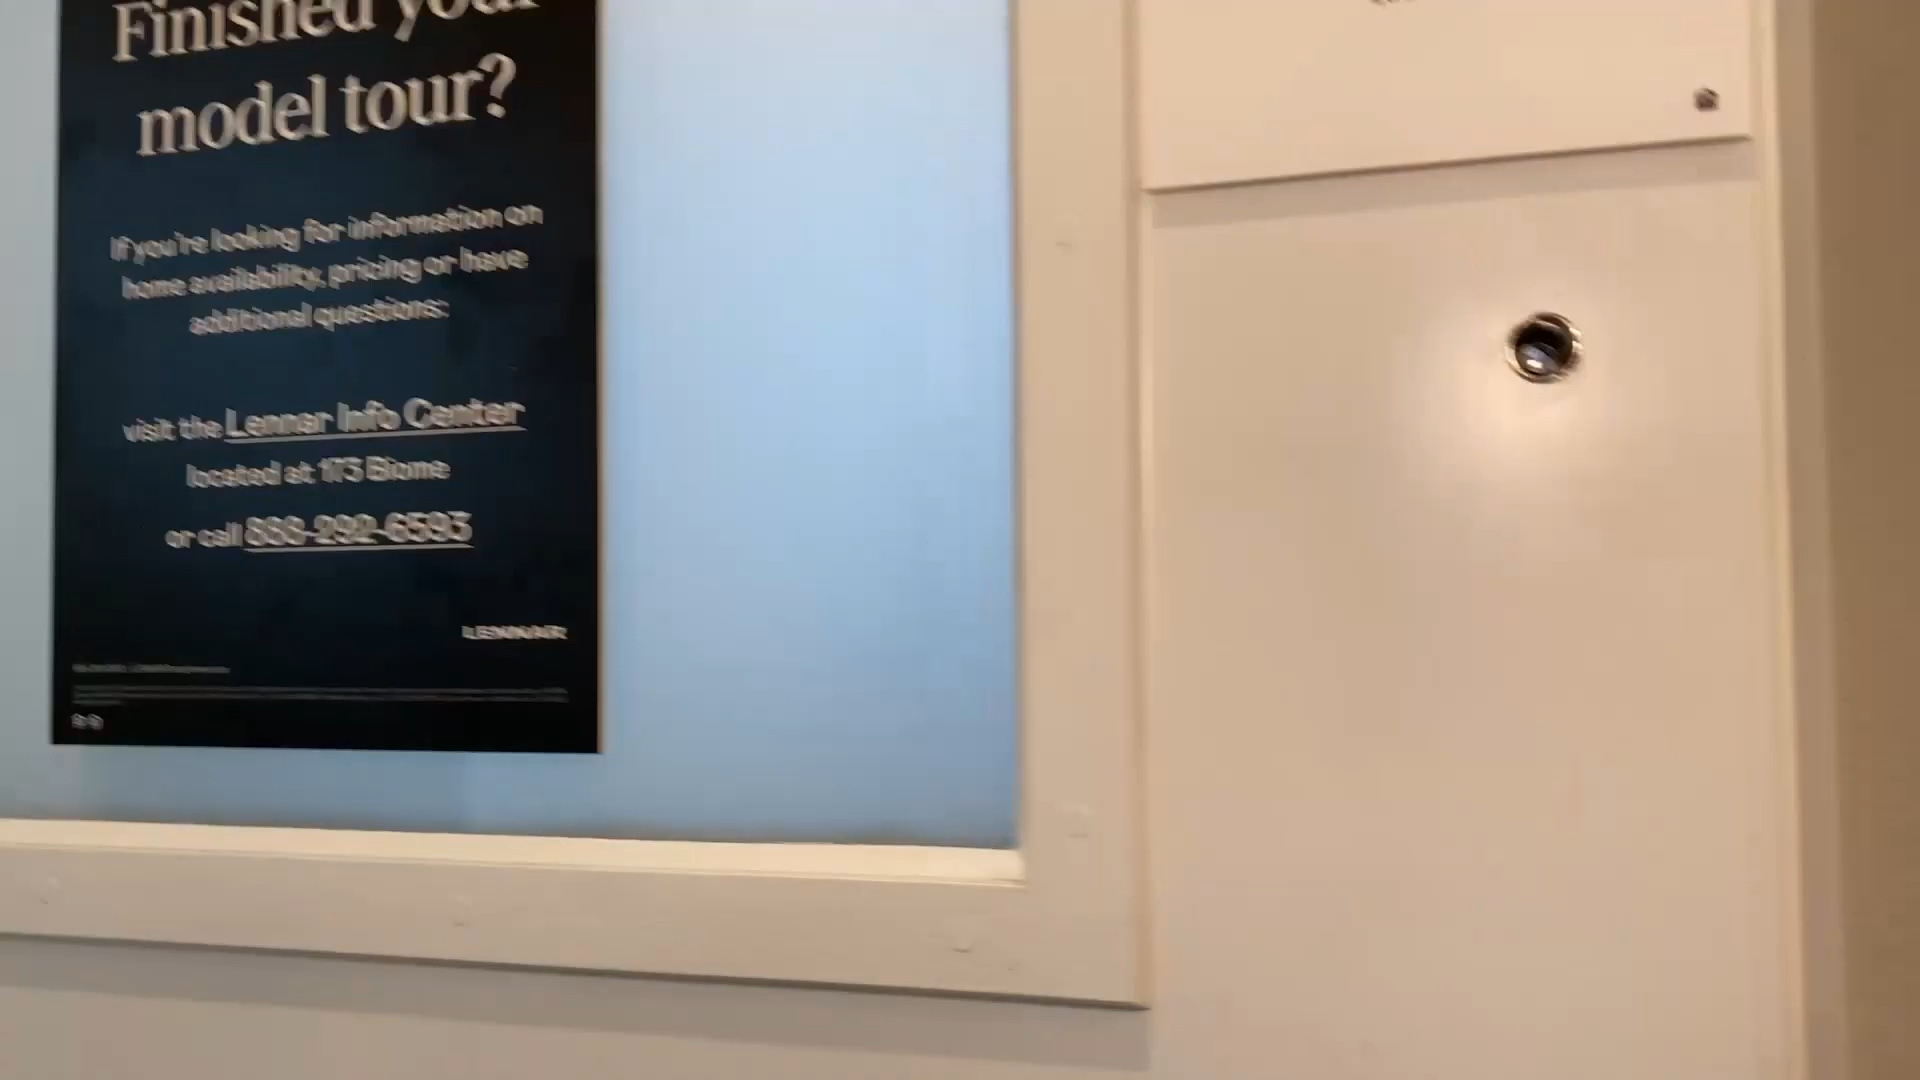 Finished your
model tour?
If you're looking for information on
home availability, pricing or have
additional questions:
visit the Lennar Info Center
located at 173 Biome
or call 888-292-6593
LENNAR